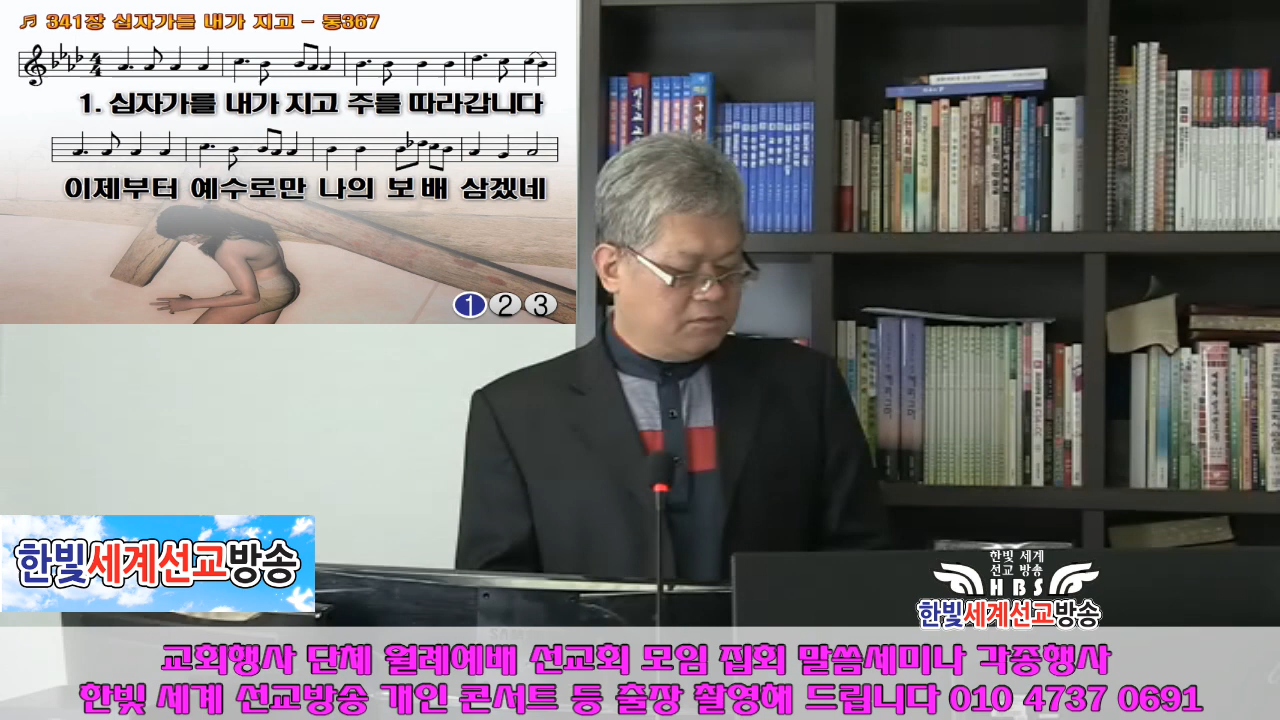 ♬ 341장 십자가를 내가 지고 - 통367
1. 십자가를 내가 지고 주를 따라갑니다
이제부터 예수로만 나의 보배 삼겠네
1 2 3
한빛세계선교방송
한빛 세계
선교 방송
HBS
한빛세계선교방송
교회행사 단체 월례예배 선교회 모임 집회 말씀세미나 각종행사
한빛 세계 선교방송 개인 콘서트 등 출장 촬영해 드립니다 010 4737 0691